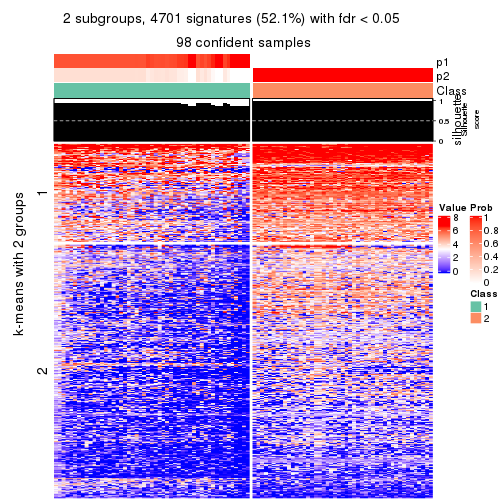 2 subgroups, 4701 signatures (52.1%) with fdr < 0.05
98 confident samples
p1
p2
Class
1
0.5
0
silhouette
Silhouette
score
k-means with 2 groups
1
2
Value
8
6
4
2
0
Prob
1
0.8
0.6
0.4
0.2
0
Class
1
2